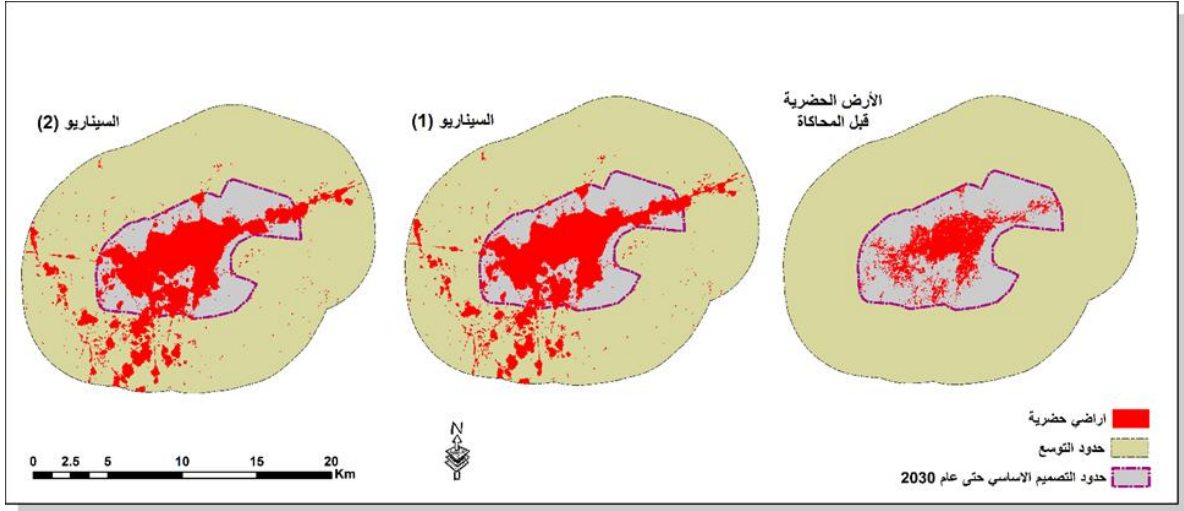 الأرض الحضرية
قبل المحاكاة
السيناريو (1)
السيناريو (2)
اراضي حضرية
حدود التوسع
حدود التصميم الاساسي حتى عام 2030
N
0 2.5 5 10 15 20
Km